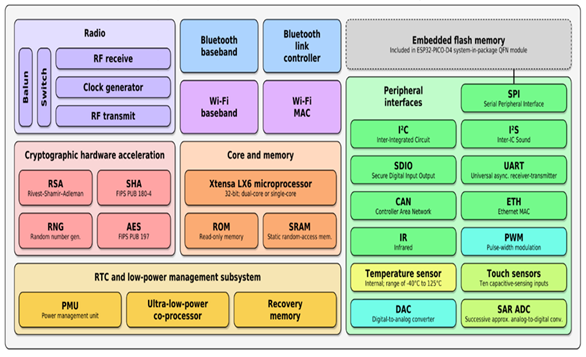 Radio
Balun
Switch
RF receive
Clock generator
RF transmit
Bluetooth
baseband
Bluetooth
link
controller
Wi-Fi
baseband
Wi-Fi
MAC
Embedded flash memory
Included in ESP32-PICO-D4 system-in-package QFN module
Peripheral
interfaces
SPI
Serial Peripheral Interface
I²C
Inter-Integrated Circuit
I²S
Inter-IC Sound
SDIO
Secure Digital Input Output
UART
Universal async. receiver-transmitter
CAN
Controller Area Network
ETH
Ethernet MAC
IR
Infrared
PWM
Pulse-width modulation
Temperature sensor
Internal; range of -40°C to 125°C
Touch sensors
Ten capacitive-sensing inputs
DAC
Digital-to-analog converter
SAR ADC
Successive approx. analog-to-digital conv.
Cryptographic hardware acceleration
RSA
Rivest-Shamir-Adleman
SHA
FIPS PUB 180-4
RNG
Random number gen.
AES
FIPS PUB 197
Core and memory
Xtensa LX6 microprocessor
32-bit; dual-core or single-core
ROM
Read-only memory
SRAM
Static random-access mem.
RTC and low-power management subsystem
PMU
Power management unit
Ultra-low-power
co-processor
Recovery
memory